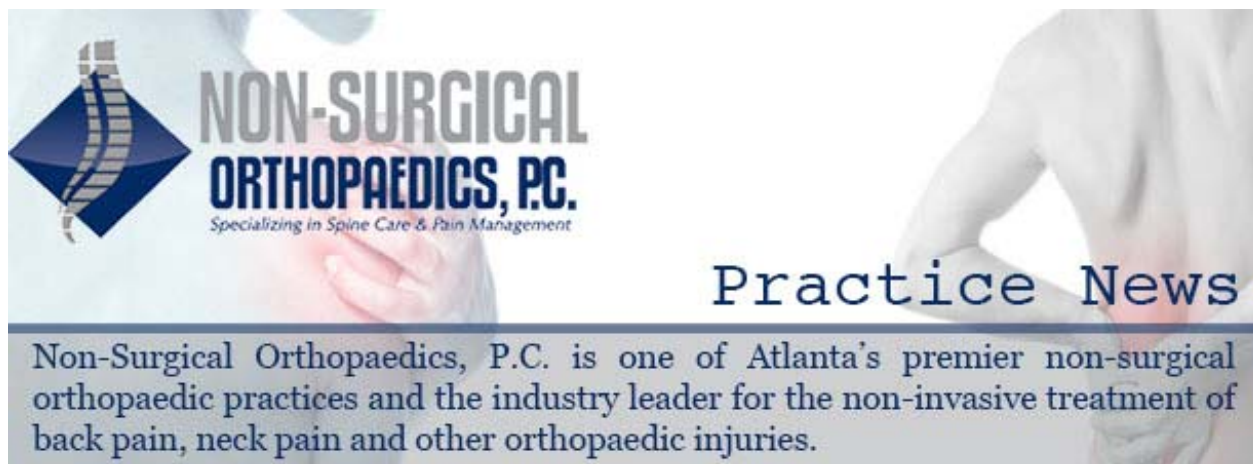 NON-SURGICAL
ORTHOPAEDICS, P.C.
Specializing in Spine Care & Pain Management
Practice News
Non-Surgical Orthopaedics, P.C. is one of Atlanta’s premier non-surgical
orthopaedic practices and the industry leader for the non-invasive treatment of
back pain, neck pain and other orthopaedic injuries.